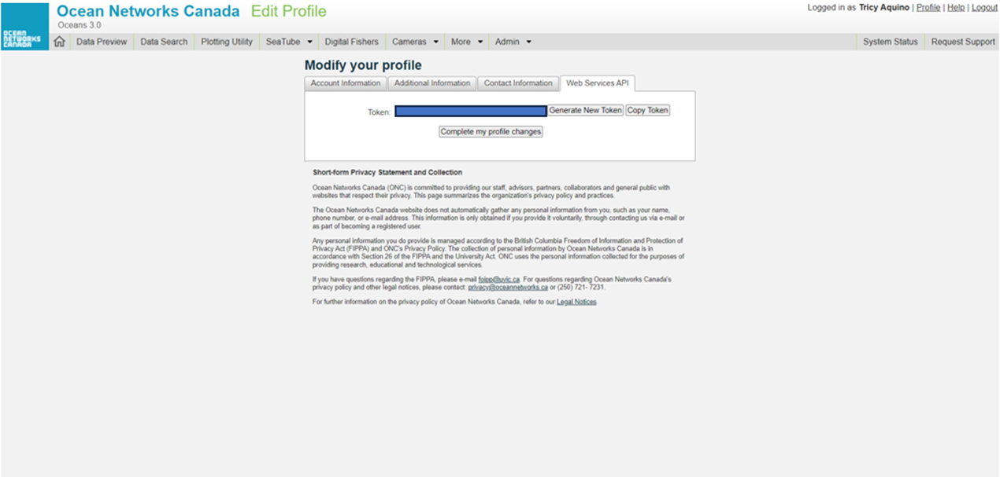 Ocean Networks Canada Edit Profile
Logged in as Tricy Aquino | Profile | Help | Logout
Oceans 3.0
OCEAN
NETWORKS
CANADA
Data Preview Data Search Plotting Utility SeaTube Digital Fishers Cameras More Admin System Status Request Support
Modify your profile
Account Information Additional Information Contact Information Web Services API
Token: Generate New Token Copy Token
Complete my profile changes
Short-form Privacy Statement and Collection
Ocean Networks Canada (ONC) is committed to providing our staff, advisors, partners, collaborators and general public with
websites that respect their privacy. This page summarizes the organization's privacy policy and practices.
The Ocean Networks Canada website does not automatically gather any personal information from you, such as your name,
phone number, or e-mail address. This information is only obtained if you provide it voluntarily, through contacting us via e-mail or
as part of becoming a registered user.
Any personal information you do provide is managed according to the British Columbia Freedom of Information and Protection of
Privacy Act (FIPPA) and ONC's Privacy Policy. The collection of personal information by Ocean Networks Canada is in
accordance with Section 26 of the FIPPA and the University Act. ONC uses the personal information collected for the purposes of
providing research, educational and technological services.
If you have questions regarding the FIPPA, please e-mail foipp@uvic.ca. For questions regarding Ocean Networks Canada's
privacy policy and other legal notices, please contact: privacy@oceannetworks.ca or (250) 721- 7231.
For further information on the privacy policy of Ocean Networks Canada, refer to our Legal Notices.